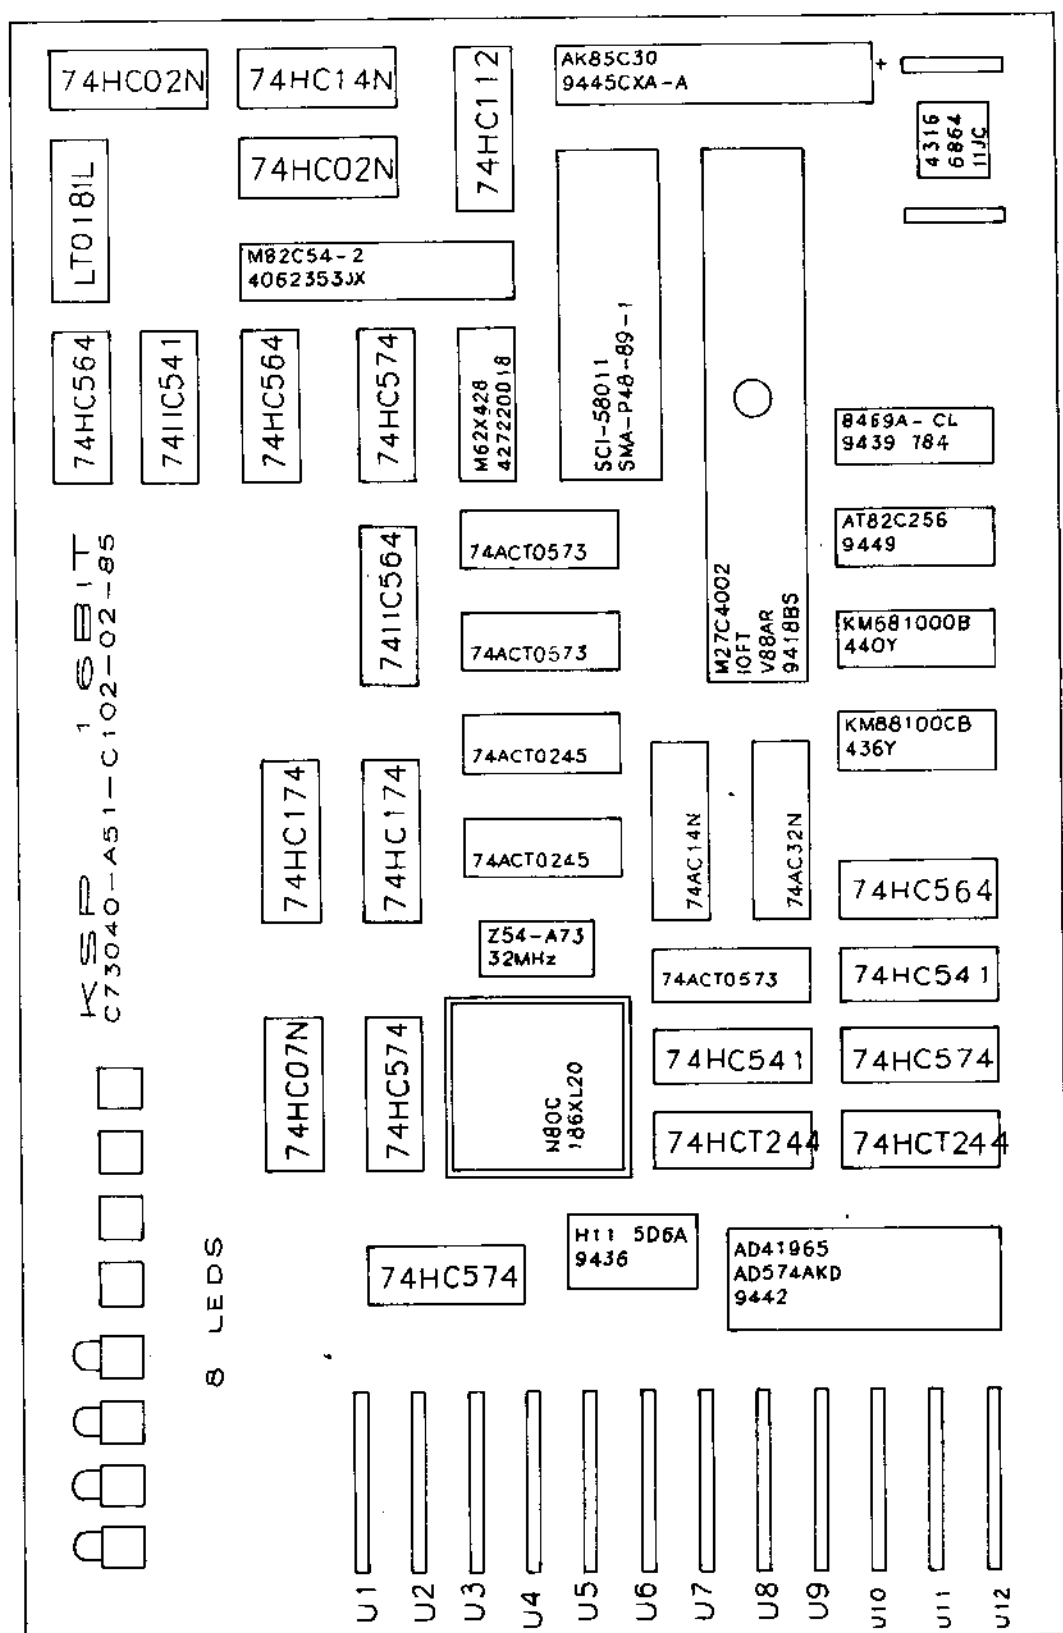 74HC02N
74HC14N
74HC112
AK85C30
9445CXA-A
+
4316
6864
11JC
LT0181L
74HC02N
M82C54-2
4062353JX
SCI-58011
SMA-P48-89-1
74HC564
74IIC541
74HC564
74HC574
M62X428
427220018
M27C4002
10FT
V88AR
9418BS
8469A-CL
9439 784
AT82C256
9449
KM681000B
440Y
KM88100CB
436Y
KSP 16BIT
C73040-A51-C102-02-85
74IIC564
74ACT0573
74ACT0573
74ACT0245
74ACT0245
74HC174
74HC174
74AC14N
74AC32N
74HC564
Z54-A73
32MHz
74ACT0573
74HC541
74HC07N
74HC574
N80C
186XL20
74HC541
74HC574
74HCT244
74HCT244
8 LEDS
74HC574
H11 5D6A
9436
AD41965
AD574AKD
9442
U1
U2
U3
U4
U5
U6
U7
U8
U9
U10
U11
U12